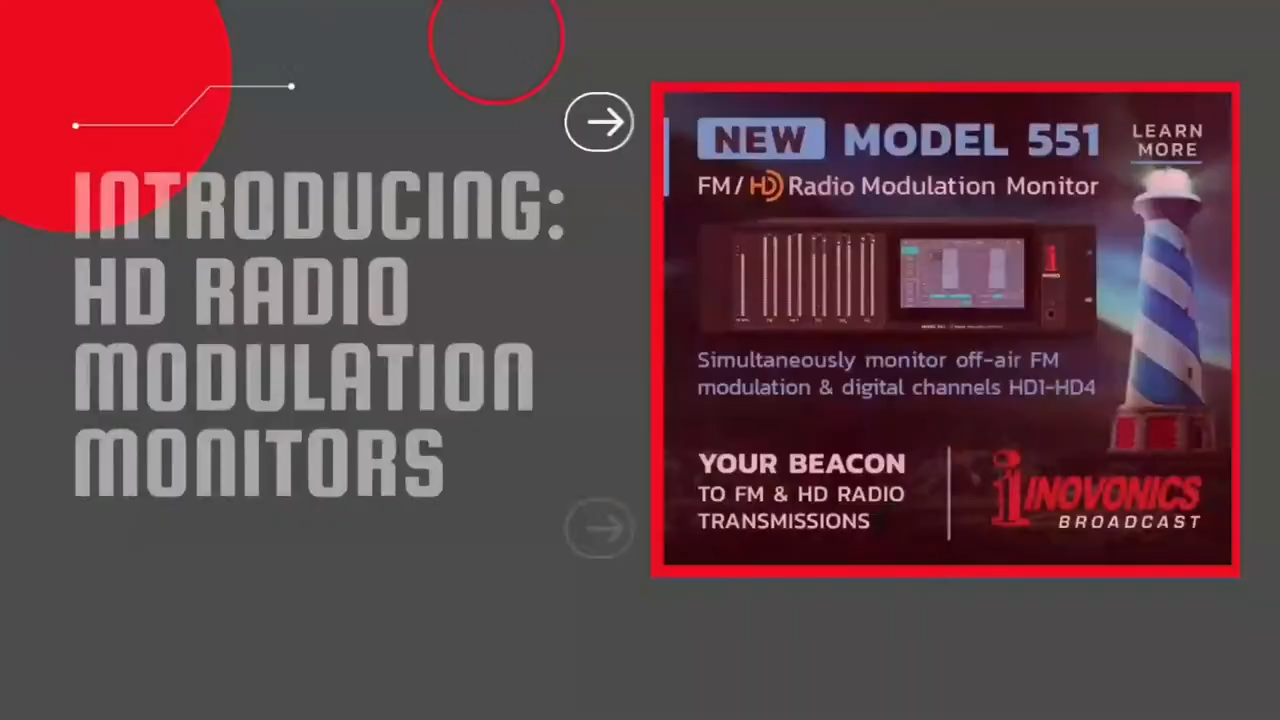 INTRODUCING:
HD RADIO
MODULATION
MONITORS
NEW MODEL 551
LEARN
MORE
FM/HD Radio Modulation Monitor
Simultaneously monitor off-air FM
modulation & digital channels HD1-HD4
YOUR BEACON
TO FM & HD RADIO
TRANSMISSIONS
INOVONICS
BROADCAST